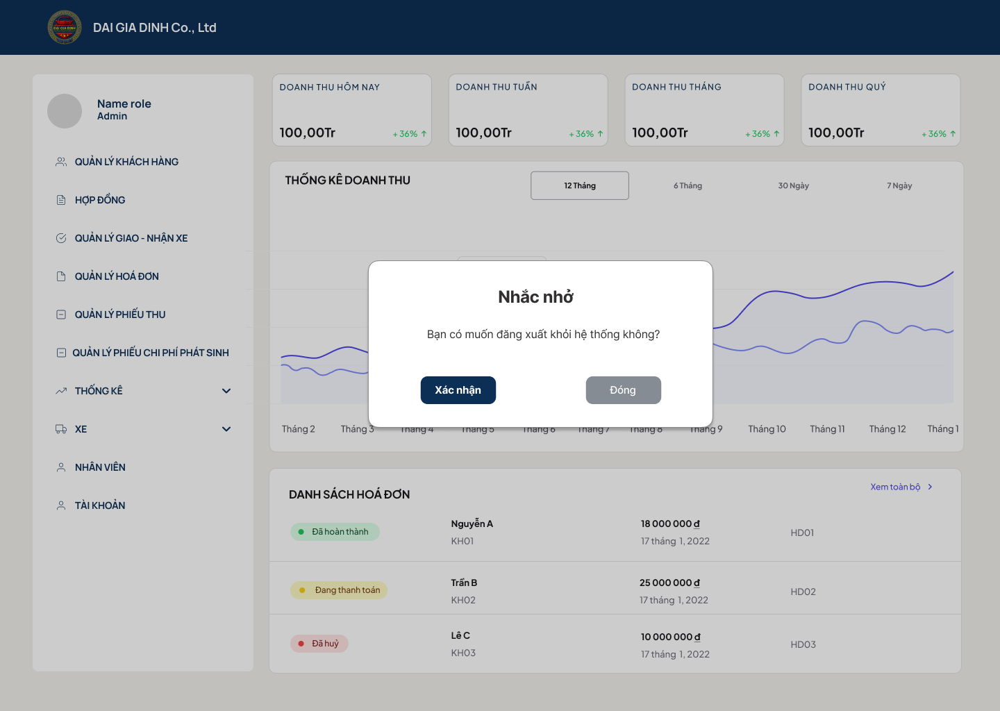 DAI GIA DINH
DAI GIA DINH Co., Ltd
Name role
Admin
QUẢN LÝ KHÁCH HÀNG
HỢP ĐỒNG
QUẢN LÝ GIAO - NHẬN XE
QUẢN LÝ HOÁ ĐƠN
QUẢN LÝ PHIẾU THU
QUẢN LÝ PHIẾU CHI PHÍ PHÁT SINH
THỐNG KÊ
XE
NHÂN VIÊN
TÀI KHOẢN
DOANH THU HÔM NAY
100,00Tr
+ 36%
DOANH THU TUẦN
100,00Tr
+ 36%
DOANH THU THÁNG
100,00Tr
+ 36%
DOANH THU QUÝ
100,00Tr
+ 36%
THỐNG KÊ DOANH THU
12 Tháng
6 Tháng
30 Ngày
7 Ngày
Nhắc nhở
Bạn có muốn đăng xuất khỏi hệ thống không?
Xác nhận
Đóng
Tháng 2
Tháng 3
Tháng 4
Tháng 5
Tháng 6
Tháng 7
Tháng 8
Tháng 9
Tháng 10
Tháng 11
Tháng 12
Tháng 1
DANH SÁCH HOÁ ĐƠN
Xem toàn bộ
Đã hoàn thành
Nguyễn A
KH01
18 000 000 ₫
17 tháng 1, 2022
HD01
Đang thanh toán
Trần B
KH02
25 000 000 ₫
17 tháng 1, 2022
HD02
Đã huỷ
Lê C
KH03
10 000 000 ₫
17 tháng 1, 2022
HD03